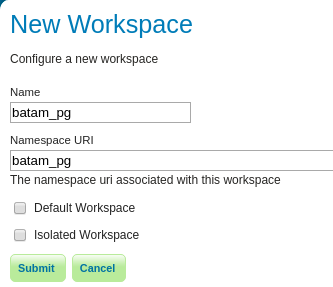 New Workspace
Configure a new workspace
Name
batam_pg
Namespace URI
batam_pg
The namespace uri associated with this workspace
Default Workspace
Isolated Workspace
Submit Cancel